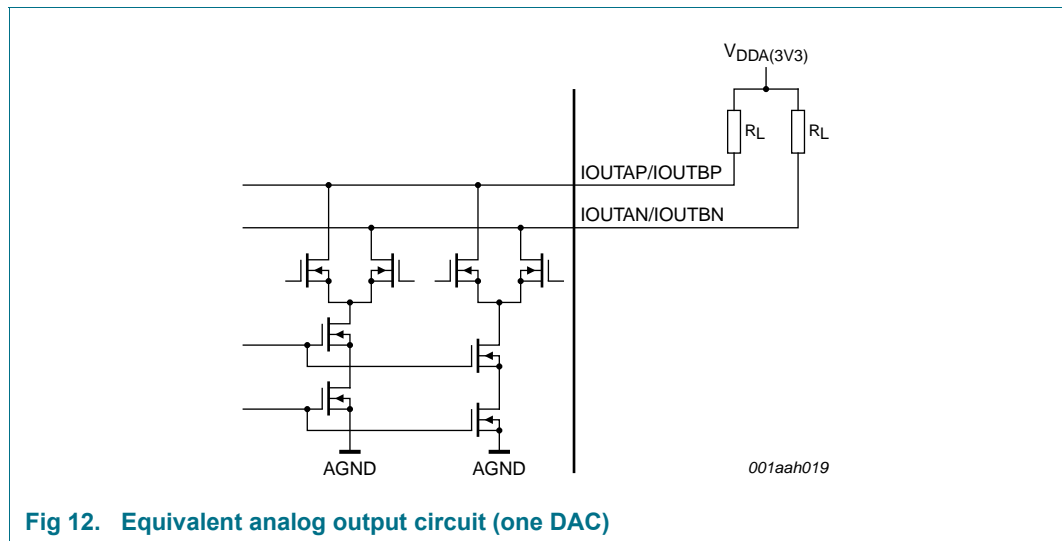 VDDA(3V3)
RL
RL
IOUTAP/IOUTBP
IOUTAN/IOUTBN
AGND
AGND
001aah019
Fig 12. Equivalent analog output circuit (one DAC)